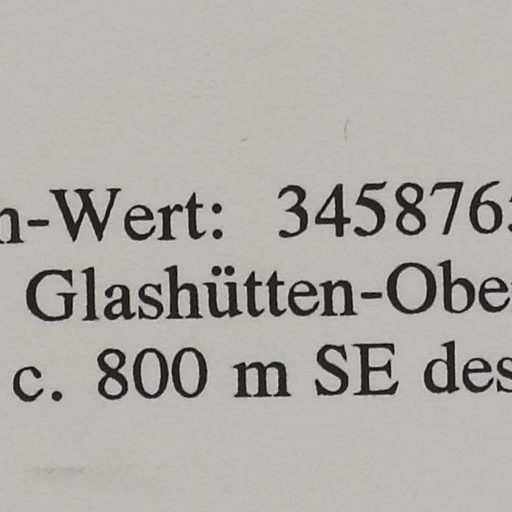 n-Wert: 345876
Glashütten-Obe
c. 800 m SE des